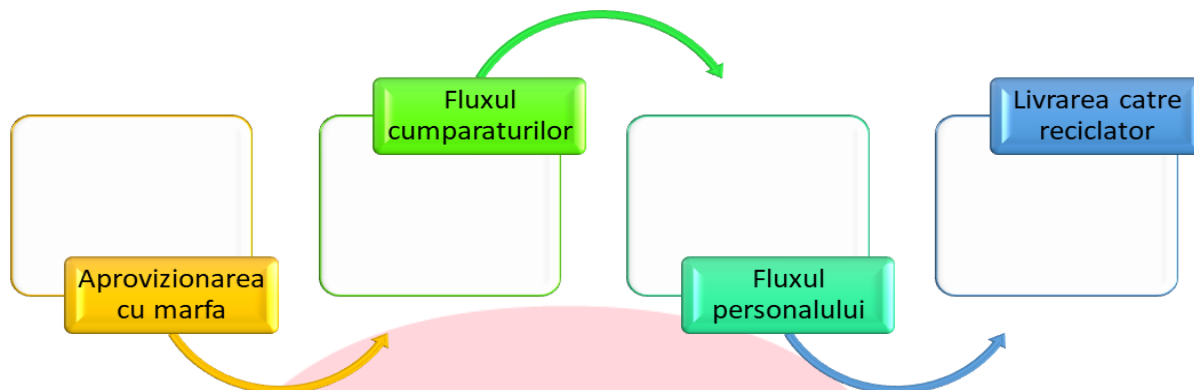 Aprovizionarea
cu marfa
Fluxul
cumparaturilor
Fluxul
personalului
Livrarea catre
reciclator